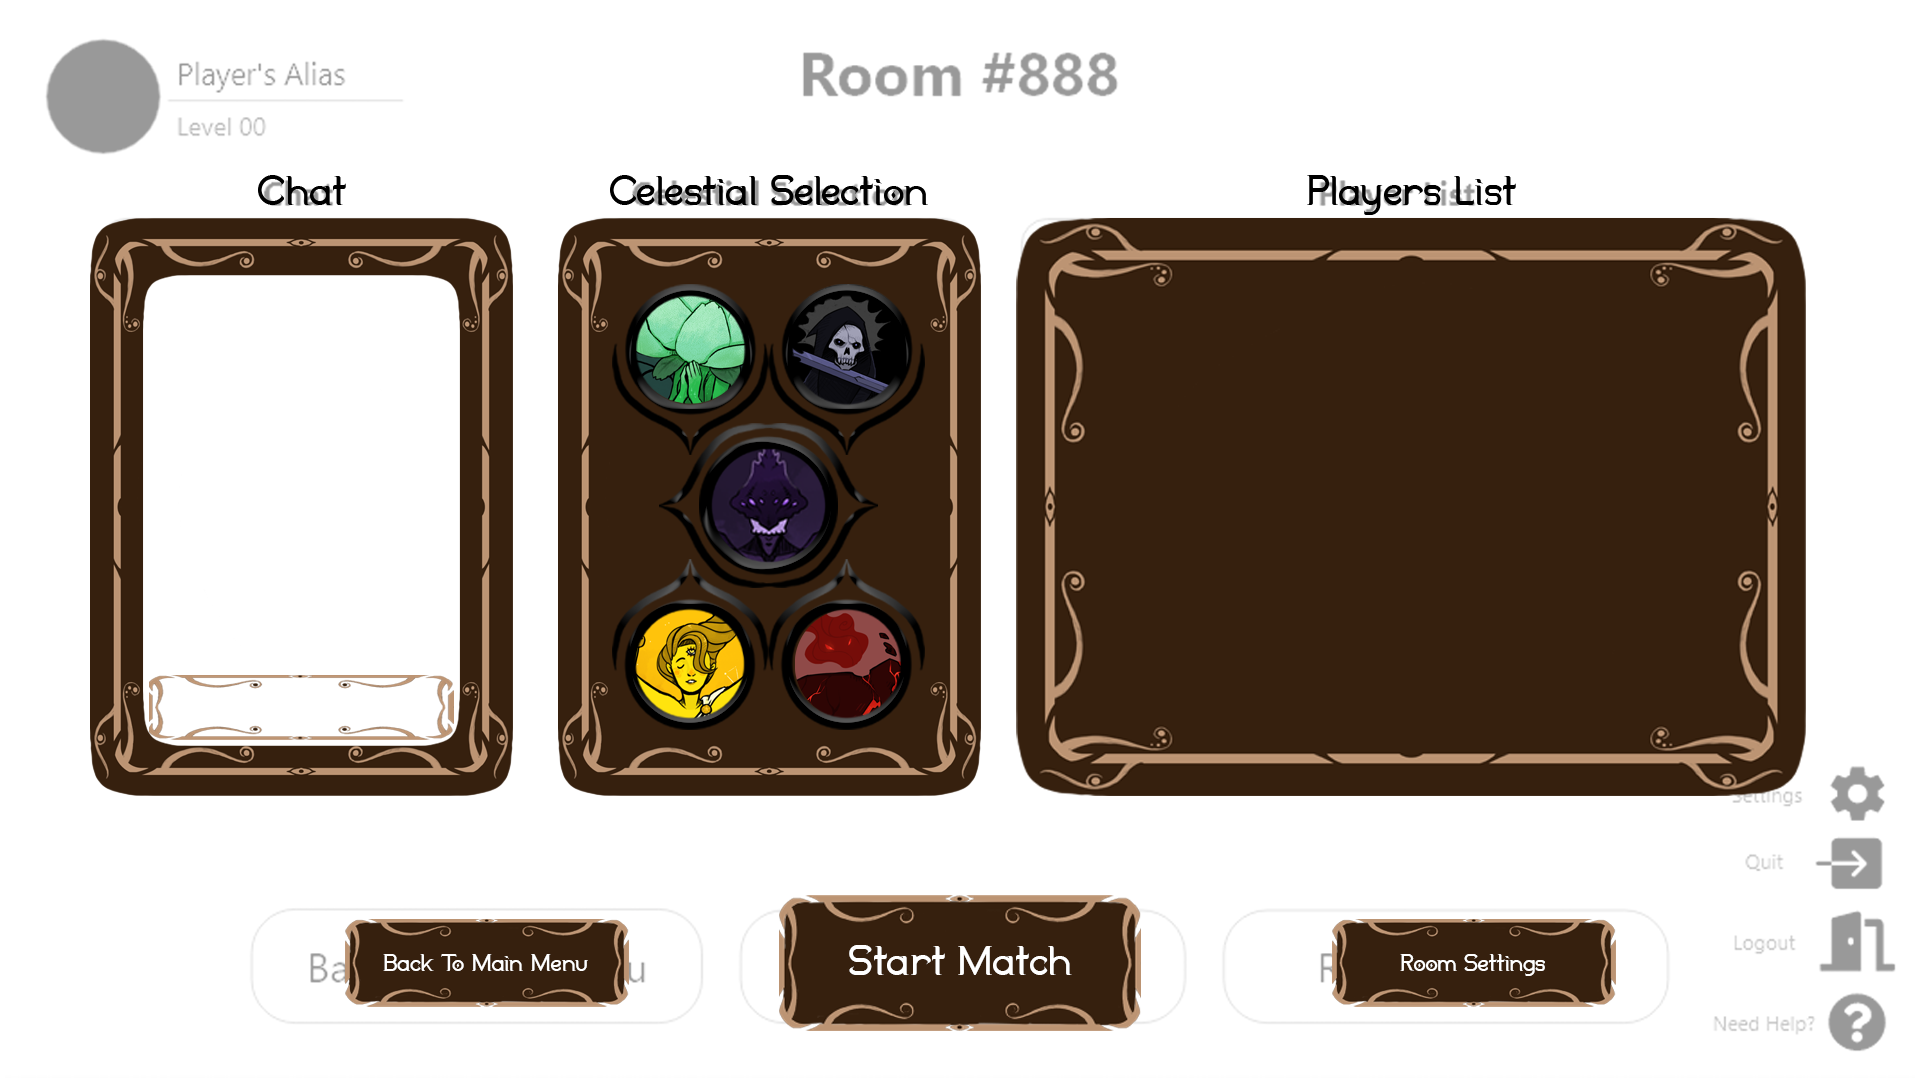 Player's Alias
Level 00
Room #888
Chat
Celestial Selection
Players List
Settings
Quit
Back To Main Menu
Start Match
Room Settings
Logout
Need Help?